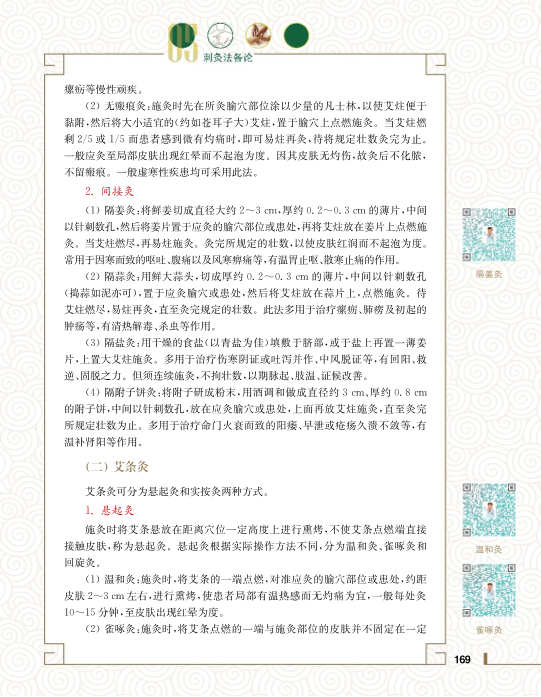 05
刺灸法备论
瘰疬等慢性顽疾。
（2）无瘢痕灸:施灸时先在所灸腧穴部位涂以少量的凡士林,以使艾炷便于
黏附,然后将大小适宜的(约如苍耳子大)艾炷,置于腧穴上点燃施灸。当艾炷燃
剩 2/5 或 1/5 而患者感到微有灼痛时,即可易炷再灸,待将规定壮数灸完为止。
一般应灸至局部皮肤出现红晕而不起泡为度。因其皮肤无灼伤,故灸后不化脓,
不留瘢痕。一般虚寒性疾患均可采用此法。
2. 间接灸
（1）隔姜灸:将鲜姜切成直径大约 2～3 cm,厚约 0.2～0.3 cm 的薄片,中间
以针刺数孔,然后将姜片置于应灸的腧穴部位或患处,再将艾炷放在姜片上点燃施
灸。当艾炷燃尽,再易炷施灸。灸完所规定的壮数,以使皮肤红润而不起泡为度。
常用于因寒而致的呕吐、腹痛以及风寒痹痛等,有温胃止呕、散寒止痛的作用。
（2）隔蒜灸:用鲜大蒜头,切成厚约 0.2～0.3 cm 的薄片,中间以针刺数孔
(捣蒜如泥亦可),置于应灸腧穴或患处,然后将艾炷放在蒜片上,点燃施灸。待
艾炷燃尽,易炷再灸,直至灸完规定的壮数。此法多用于治疗瘰疬、肺痨及初起的
肿疡等,有清热解毒、杀虫等作用。
（3）隔盐灸:用干燥的食盐(以青盐为佳)填敷于脐部,或于盐上再置一薄姜
片,上置大艾炷施灸。多用于治疗伤寒阴证或吐泻并作、中风脱证等,有回阳、救
逆、固脱之力。但须连续施灸,不拘壮数,以期脉起、肢温、证候改善。
（4）隔附子饼灸:将附子研成粉末,用酒调和做成直径约 3 cm、厚约 0.8 cm
的附子饼,中间以针刺数孔,放在应灸腧穴或患处,上面再放艾炷施灸,直至灸完
所规定壮数为止。多用于治疗命门火衰而致的阳痿、早泄或疮疡久溃不敛等,有
温补肾阳等作用。
（二）艾条灸
艾条灸可分为悬起灸和实按灸两种方式。
1. 悬起灸
施灸时将艾条悬放在距离穴位一定高度上进行熏烤,不使艾条点燃端直接
接触皮肤,称为悬起灸。悬起灸根据实际操作方法不同,分为温和灸、雀啄灸和
回旋灸。
（1）温和灸:施灸时,将艾条的一端点燃,对准应灸的腧穴部位或患处,约距
皮肤 2～3 cm 左右,进行熏烤,使患者局部有温热感而无灼痛为宜,一般每处灸
10～15 分钟,至皮肤出现红晕为度。
（2）雀啄灸:施灸时,将艾条点燃的一端与施灸部位的皮肤并不固定在一定
隔姜灸
温和灸
雀啄灸
169